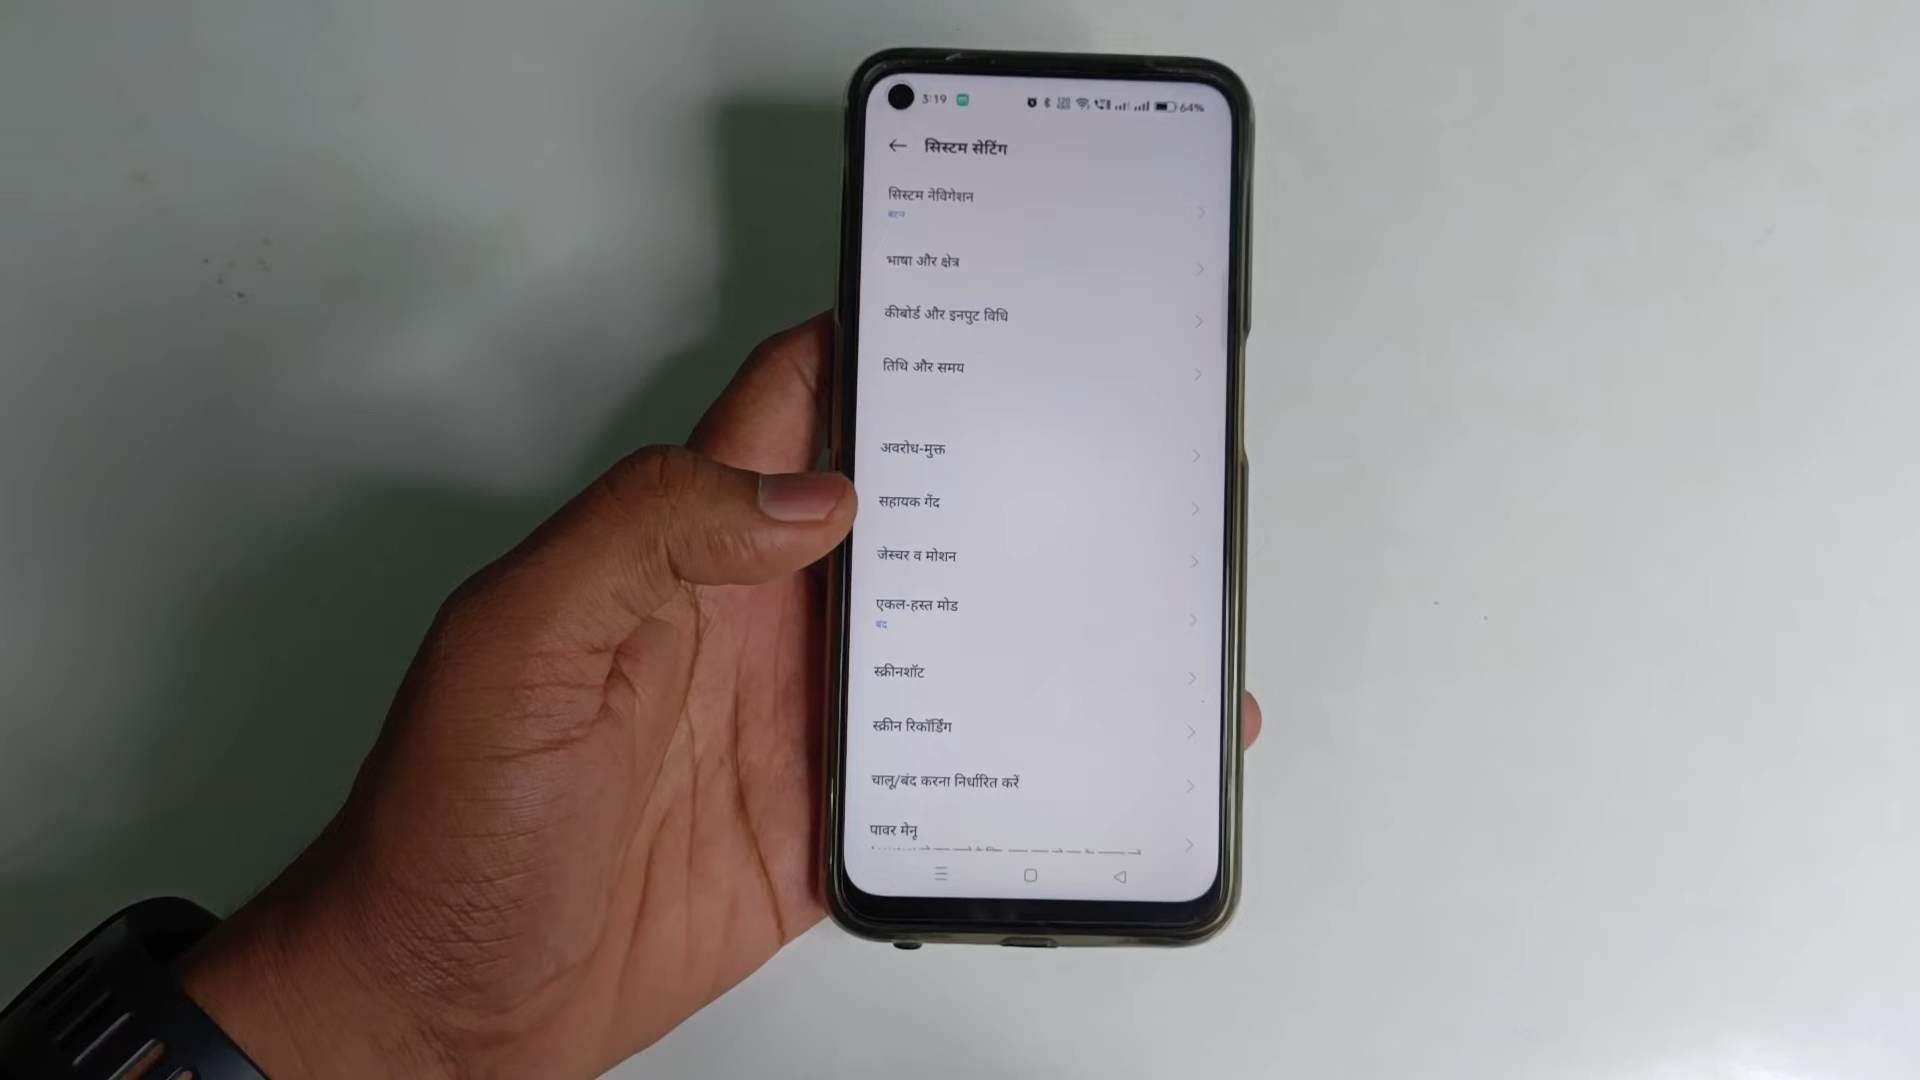 3:19
64%
सिस्टम सेटिंग
सिस्टम नेविगेशन
बटन
भाषा और क्षेत्र
कीबोर्ड और इनपुट विधि
तिथि और समय
अवरोध-मुक्त
सहायक गेंद
जेस्चर व मोशन
एकल-हस्त मोड
बंद
स्क्रीनशॉट
स्क्रीन रिकॉर्डिंग
चालू/बंद करना निर्धारित करें
पावर मेनू